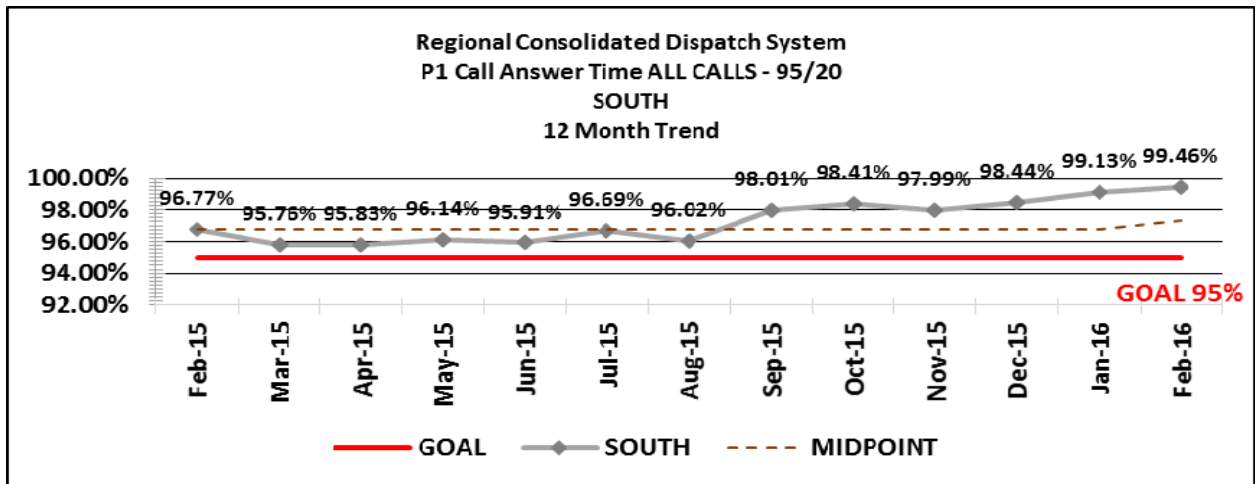 Regional Consolidated Dispatch System
P1 Call Answer Time ALL CALLS - 95/20
SOUTH
12 Month Trend
100.00%
98.00%
96.00%
94.00%
92.00%
96.77%
95.76%
95.83%
96.14%
95.91%
96.69%
96.02%
98.01%
98.41%
97.99%
98.44%
99.13%
99.46%
GOAL 95%
Feb-15
Mar-15
Apr-15
May-15
Jun-15
Jul-15
Aug-15
Sep-15
Oct-15
Nov-15
Dec-15
Jan-16
Feb-16
GOAL SOUTH MIDPOINT